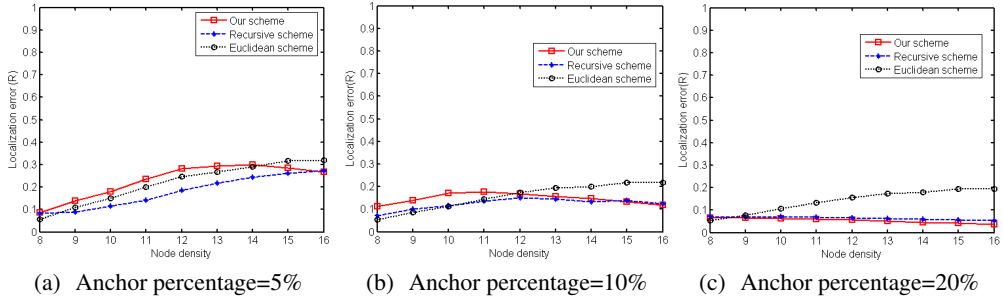 1
0.9
0.8
0.7
0.6
0.5
0.4
0.3
0.2
0.1
0
Localization error(R)
Our scheme
Recursive scheme
Euclidean scheme
8 9 10 11 12 13 14 15 16
Node density
(a) Anchor percentage=5%
1
0.9
0.8
0.7
0.6
0.5
0.4
0.3
0.2
0.1
0
Localization error(R)
Our scheme
Recursive scheme
Euclidean scheme
8 9 10 11 12 13 14 15 16
Node density
(b) Anchor percentage=10%
1
0.9
0.8
0.7
0.6
0.5
0.4
0.3
0.2
0.1
0
Localization error(R)
Our scheme
Recursive scheme
Euclidean scheme
8 9 10 11 12 13 14 15 16
Node density
(c) Anchor percentage=20%